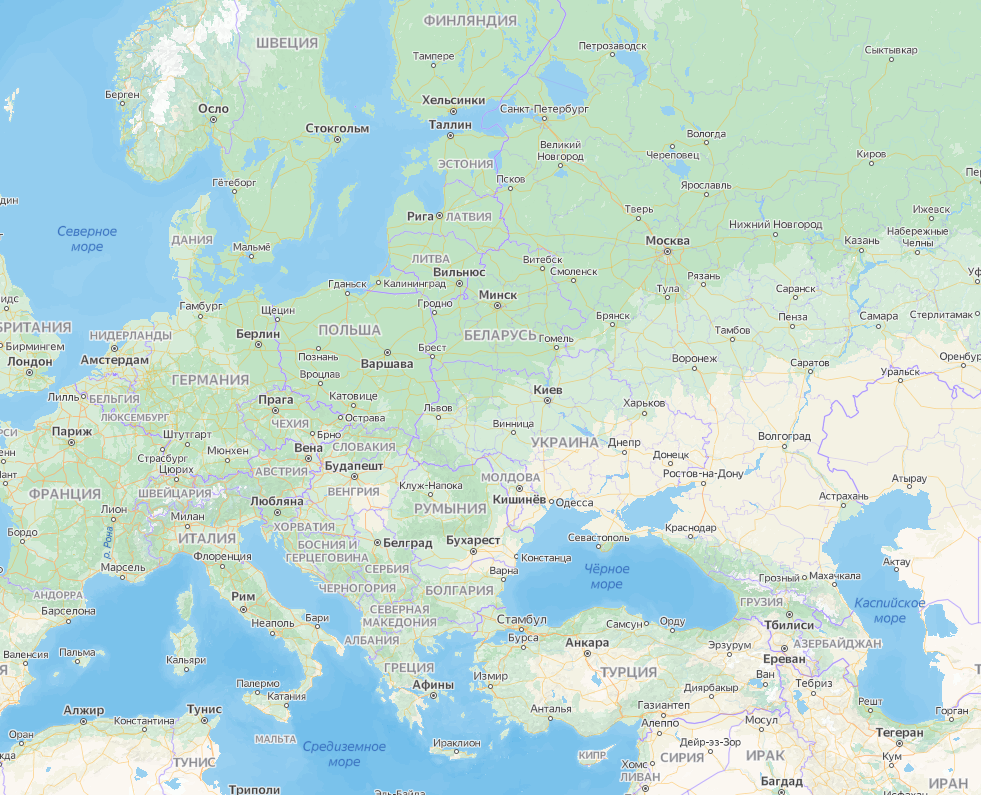 ФИНЛЯНДИЯ
ШВЕЦИЯ
Петрозаводск
Сыктывкар
Тампере
Берген
Осло
Хельсинки
Санкт-Петербург
Стокгольм
Таллин
Вологда
Великий
Новгород
Череповец
Киров
ЭСТОНИЯ
Псков
Гётеборг
Ярославль
Рига
ЛАТВИЯ
Тверь
Ижевск
Нижний Новгород
Северное
море
ДАНИЯ
Мальмё
Москва
Казань
Набережные
Челны
ЛИТВА
Витебск
Вильнюс
Смоленск
Рязань
Гданьск
Калининград
Тула
Саранск
Минск
Гродно
Гамбург
Щецин
Брянск
Пенза
Самара
Стерлитамак
БРИТАНИЯ
НИДЕРЛАНДЫ
Берлин
ПОЛЬША
БЕЛАРУСЬ
Гомель
Тамбов
Бирмингем
Лондон
Амстердам
Познань
Варшава
Брест
Воронеж
Саратов
Оренбур
Уральск
Вроцлав
ГЕРМАНИЯ
Лилль
БЕЛЬГИЯ
Прага
Катовице
Киев
Харьков
ЛЮКСЕМБУРГ
ЧЕХИЯ
Острава
Львов
Винница
Париж
Штутгарт
Брно
Волгоград
Вена
СЛОВАКИЯ
УКРАИНА
Днепр
Страсбург
Мюнхен
Цюрих
Будапешт
Донецк
АВСТРИЯ
Ростов-на-Дону
МОЛДОВА
Атырау
ФРАНЦИЯ
ШВЕЙЦАРИЯ
ВЕНГРИЯ
Клуж-Напока
Кишинёв
Одесса
Астрахань
Любляна
Лион
Милан
РУМЫНИЯ
ХОРВАТИЯ
Бордо
р. Рона
ИТАЛИЯ
БОСНИЯ И
ГЕРЦЕГОВИНА
Белград
Бухарест
Севастополь
Краснодар
Флоренция
Констанца
Актау
Марсель
СЕРБИЯ
Варна
Чёрное
море
Грозный
Махачкала
АНДОРРА
ЧЕРНОГОРИЯ
БОЛГАРИЯ
Рим
Барселона
СЕВЕРНАЯ
МАКЕДОНИЯ
ГРУЗИЯ
Каспийское
море
Неаполь
Бари
Стамбул
Самсун
Орду
Тбилиси
Бурса
АЛБАНИЯ
Анкара
Эрзурум
АЗЕРБАЙДЖАН
Валенсия
Пальма
Кальяри
Ереван
ГРЕЦИЯ
Измир
ТУРЦИЯ
Ван
Палермо
Афины
Диярбакыр
Тебриз
Катания
Алжир
Тунис
Анталья
Газиантеп
Решт
Горган
Константина
Алеппо
Мосул
Оран
Тегеран
МАЛЬТА
Средиземное
море
Ираклион
Дейр-эз-Зор
КИПР
СИРИЯ
ИРАК
Кум
ТУНИС
Хомс
ЛИВАН
Багдад
ИРАН
Триполи
Эль-Байда
Исфахан